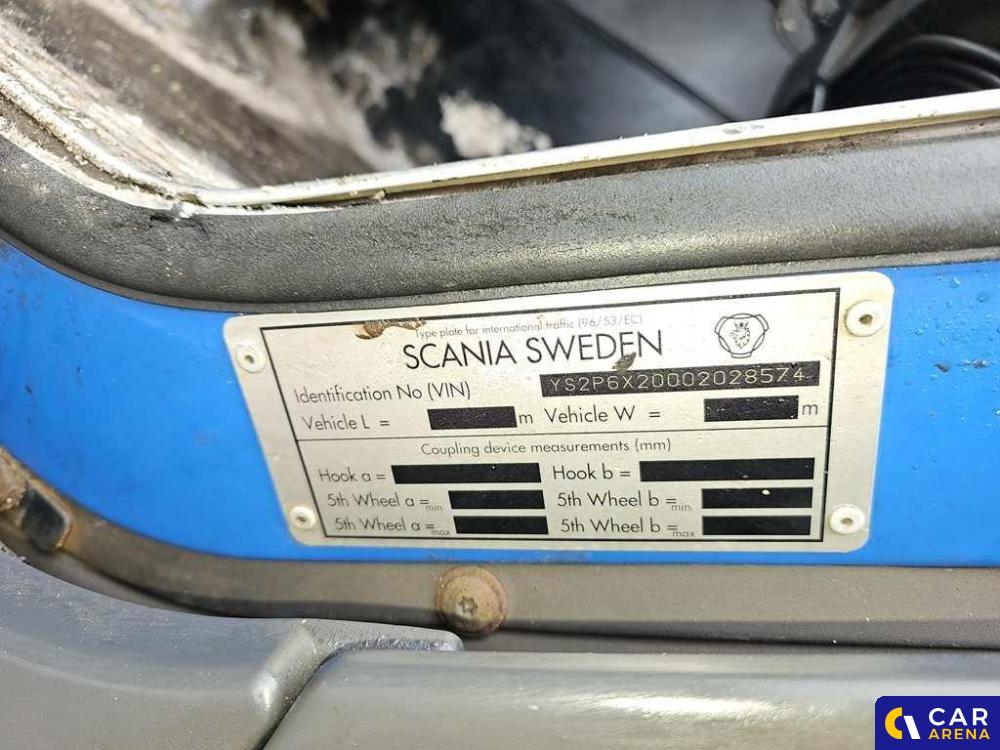 Type plate for international traffic (96/53/EC)
SCANIA SWEDEN
Identification No (VIN) YS2P6X20002028574
Vehicle L = m Vehicle W = m
Coupling device measurements (mm)
Hook a = Hook b =
5th Wheel a = min 5th Wheel b = min
5th Wheel a = max 5th Wheel b = max
CAR
ARENA